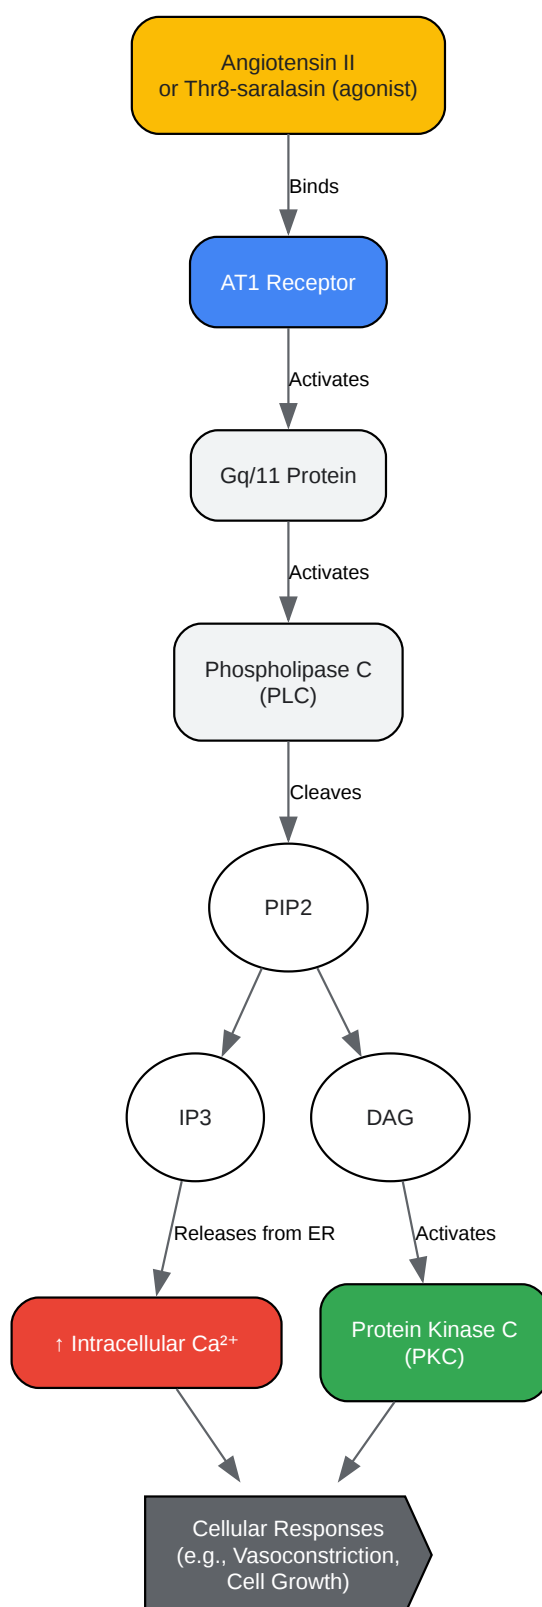 Angiotensin II
or Thr8-saralasin (agonist)
Binds
AT1 Receptor
Activates
Gq/11 Protein
Activates
Phospholipase C
(PLC)
Cleaves
PIP2
IP3
DAG
Releases from ER
Activates
↑ Intracellular Ca²⁺
Protein Kinase C
(PKC)
Cellular Responses
(e.g., Vasoconstriction,
Cell Growth)